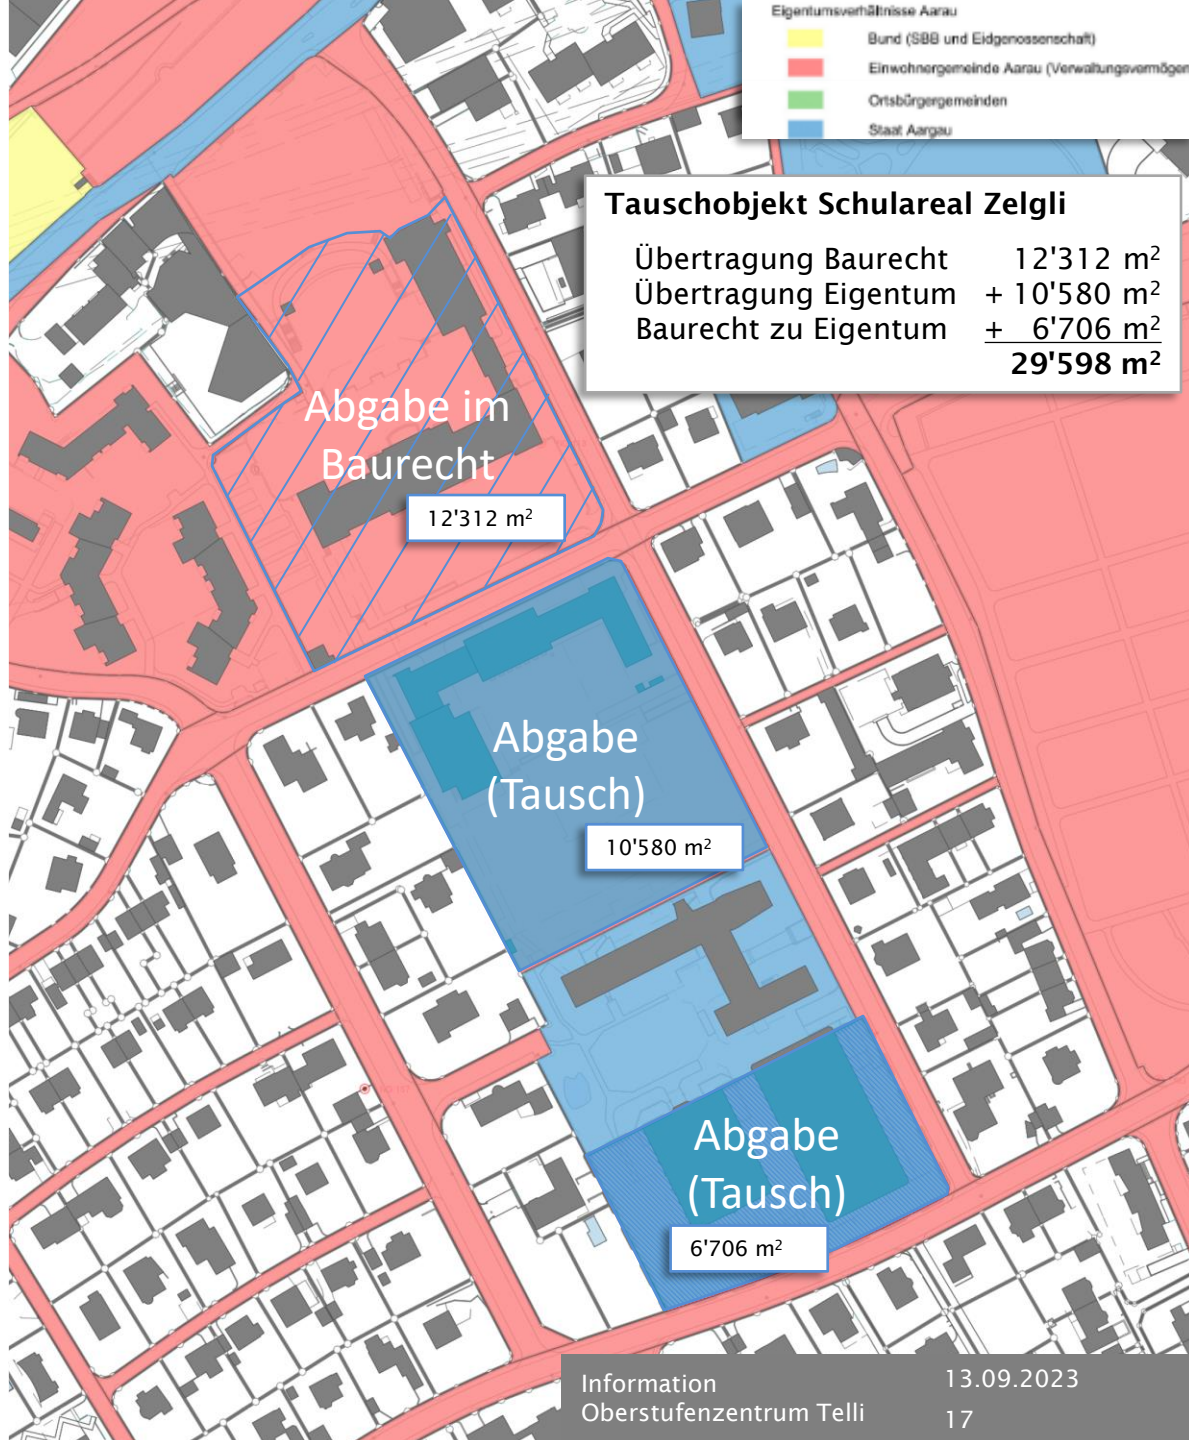 Eigentumsverhältnisse Aarau
Bund (SBB und Eidgenossenschaft)
Einwohnergemeinde Aarau (Verwaltungsvermögen
Ortsbürgergemeinden
Staat Aargau
Tauschobjekt Schulareal Zelgli
Übertragung Baurecht 12'312 m²
Übertragung Eigentum + 10'580 m²
Baurecht zu Eigentum + 6'706 m²
29'598 m²
Abgabe im
Baurecht
12'312 m²
Abgabe
(Tausch)
10'580 m²
Abgabe
(Tausch)
6'706 m²
Information 13.09.2023
Oberstufenzentrum Telli 17